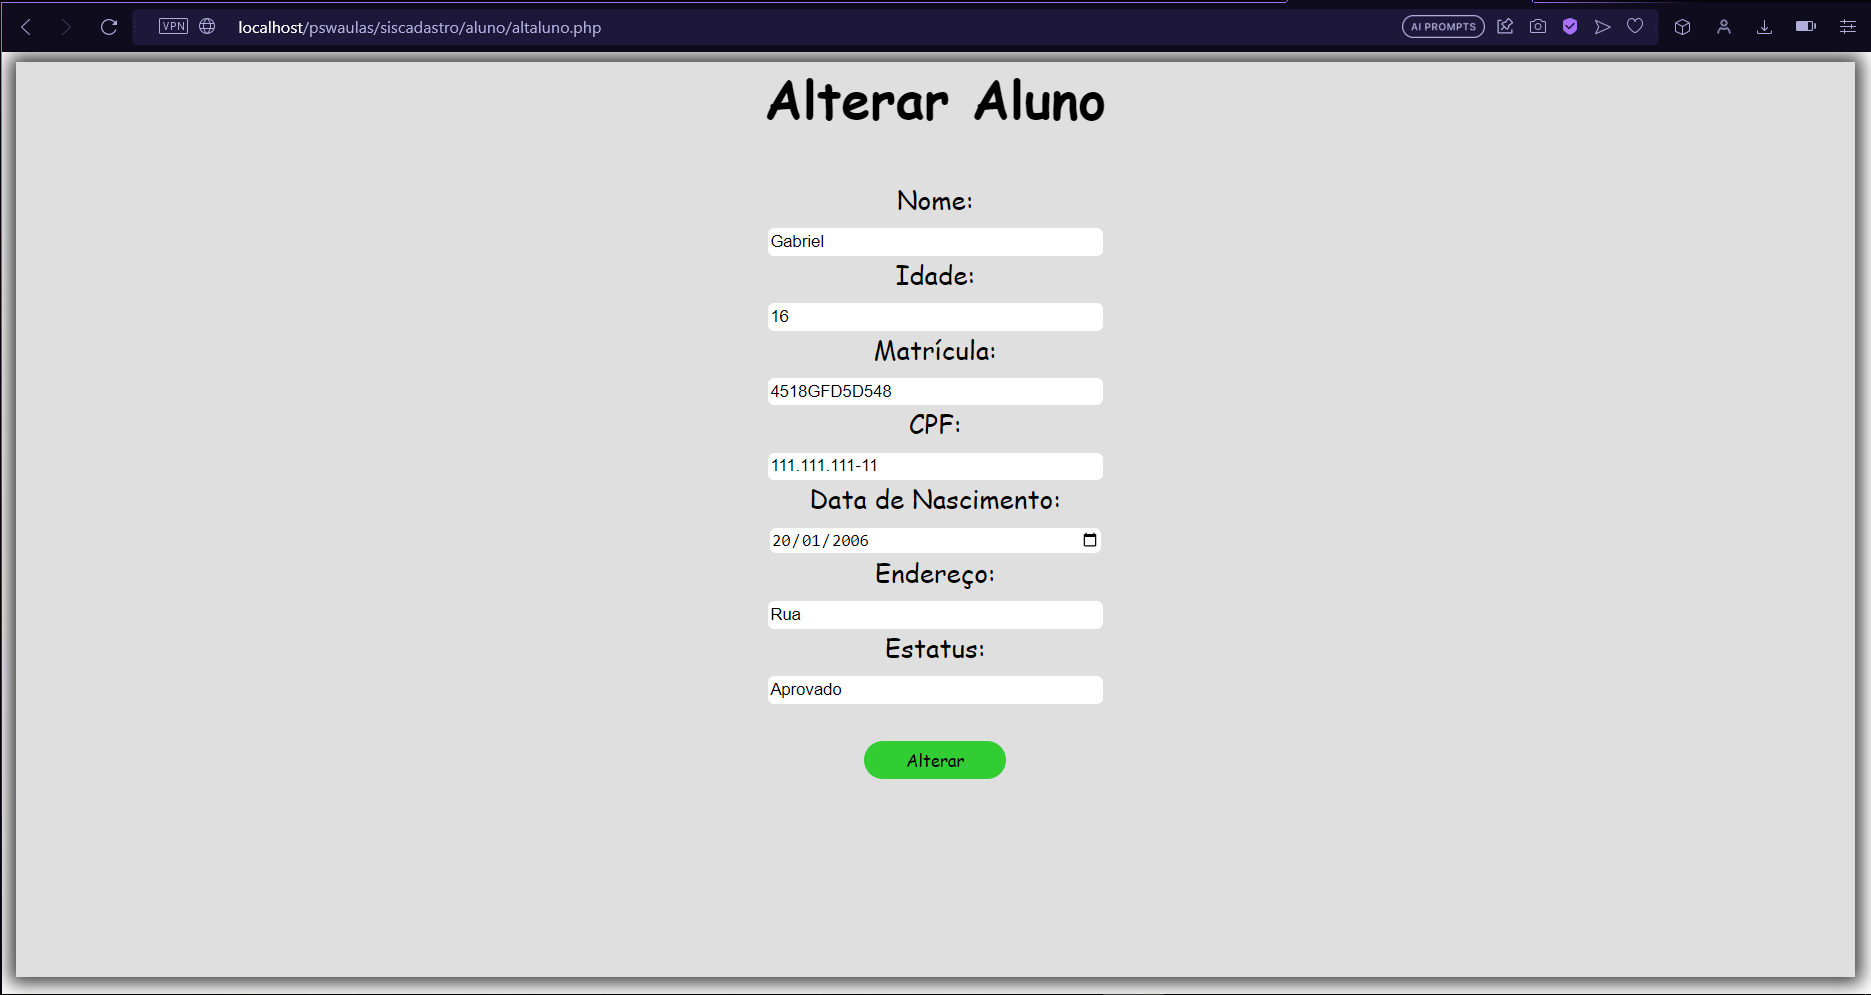 VPN localhost/pswaulas/siscadastro/aluno/altaluno.php AI PROMPTS
Alterar Aluno
Nome:
Gabriel
Idade:
16
Matrícula:
4518GFD5D548
CPF:
111.111.111-11
Data de Nascimento:
20/01/2006
Endereço:
Rua
Estatus:
Aprovado
Alterar